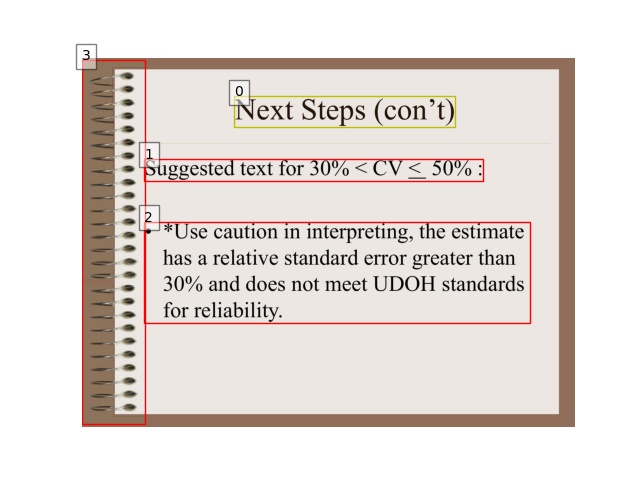 3
0
Next Steps (con’t)
1
Suggested text for 30% < CV < 50% :
2
• *Use caution in interpreting, the estimate
has a relative standard error greater than
30% and does not meet UDOH standards
for reliability.